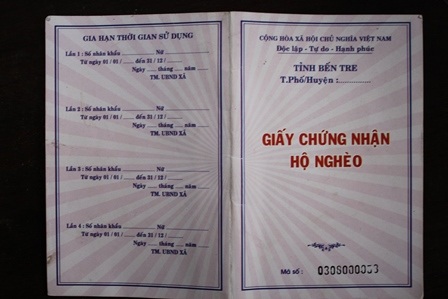 GIA HẠN THỜI GIAN SỬ DỤNG
Lần 1 : Số nhân khẩu .................. Nữ ..................
Từ ngày 01 / 01 / ...... đến 31 / 12 / ......
Ngày ..... tháng ..... năm ......
TM. UBND XÃ
Lần 2 : Số nhân khẩu .................. Nữ ..................
Từ ngày 01 / 01 / ...... đến 31 / 12 / ......
Ngày ..... tháng ..... năm ......
TM. UBND XÃ
Lần 3 : Số nhân khẩu .................. Nữ ..................
Từ ngày 01 / 01 / ...... đến 31 / 12 / ......
Ngày ..... tháng ..... năm ......
TM. UBND XÃ
Lần 4 : Số nhân khẩu .................. Nữ ..................
Từ ngày 01 / 01 / ...... đến 31 / 12 / ......
Ngày ..... tháng ..... năm ......
TM. UBND XÃ
CỘNG HÒA XÃ HỘI CHỦ NGHĨA VIỆT NAM
Độc lập - Tự do - Hạnh phúc
TỈNH BẾN TRE
T.Phố/Huyện : ............
GIẤY CHỨNG NHẬN
HỘ NGHÈO
Mã số :